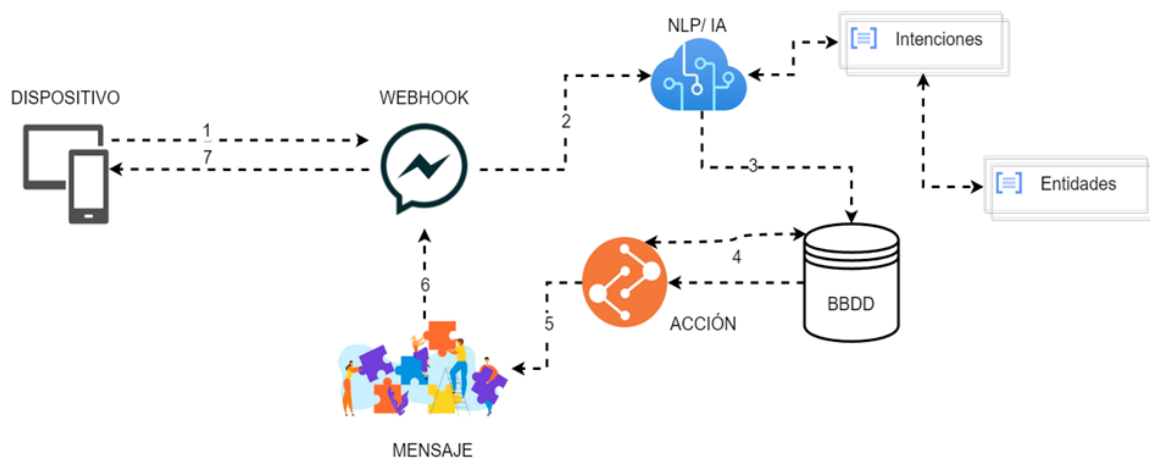 NLP/ IA
Intenciones
DISPOSITIVO
WEBHOOK
1
7
2
3
Entidades
4
BBDD
ACCIÓN
5
6
MENSAJE